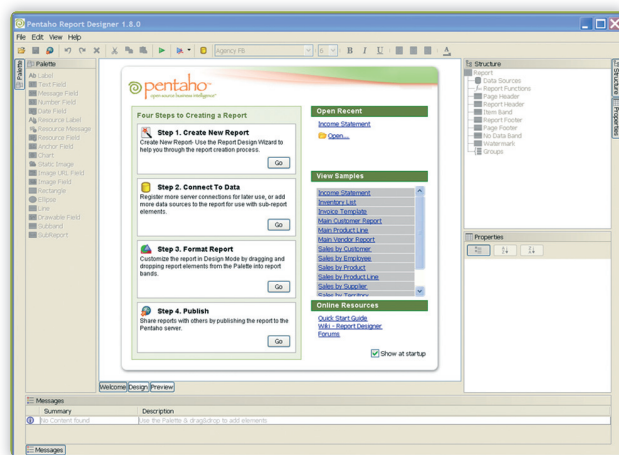 Pentaho Report Designer 1.8.0
File Edit View Help
Agency FB
8
B I U
A
Palette
Palette
Ab Label
Text Field
Message Field
Number Field
Date Field
Resource Label
Resource Message
Resource Field
Anchor Field
Chart
Static Image
Image URL Field
Image Field
Rectangle
Ellipse
Line
Drawable Field
Subband
SubReport
pentaho
open source business intelligence
Four Steps to Creating a Report
Step 1. Create New Report
Create New Report- Use the Report Design Wizard to
help you through the report creation process.
Go
Step 2. Connect To Data
Register more server connections for later use, or add
more data sources to the report for use with sub-report
elements.
Go
Step 3. Format Report
Customize the report in Design Mode by dragging and
dropping report elements from the Palette into report
bands.
Go
Step 4. Publish
Share reports with others by publishing the report to the
Pentaho server.
Go
Open Recent
Income Statement
Open...
View Samples
Income Statement
Inventory List
Invoice Template
Main Customer Report
Main Product Line
Main Vendor Report
Sales by Customer
Sales by Employee
Sales by Product
Sales by Product Line
Sales by Supplier
Sales by Territory
Online Resources
Quick Start Guide
Wiki - Report Designer
Forums
Show at startup
Welcome Design Preview
Structure
Report
Data Sources
Report Functions
Page Header
Report Header
Item Band
Report Footer
Page Footer
No Data Band
Watermark
Groups
Structure
Properties
Properties
Messages
Summary Description
No Content found Use the Palette & drag&drop to add elements
Messages